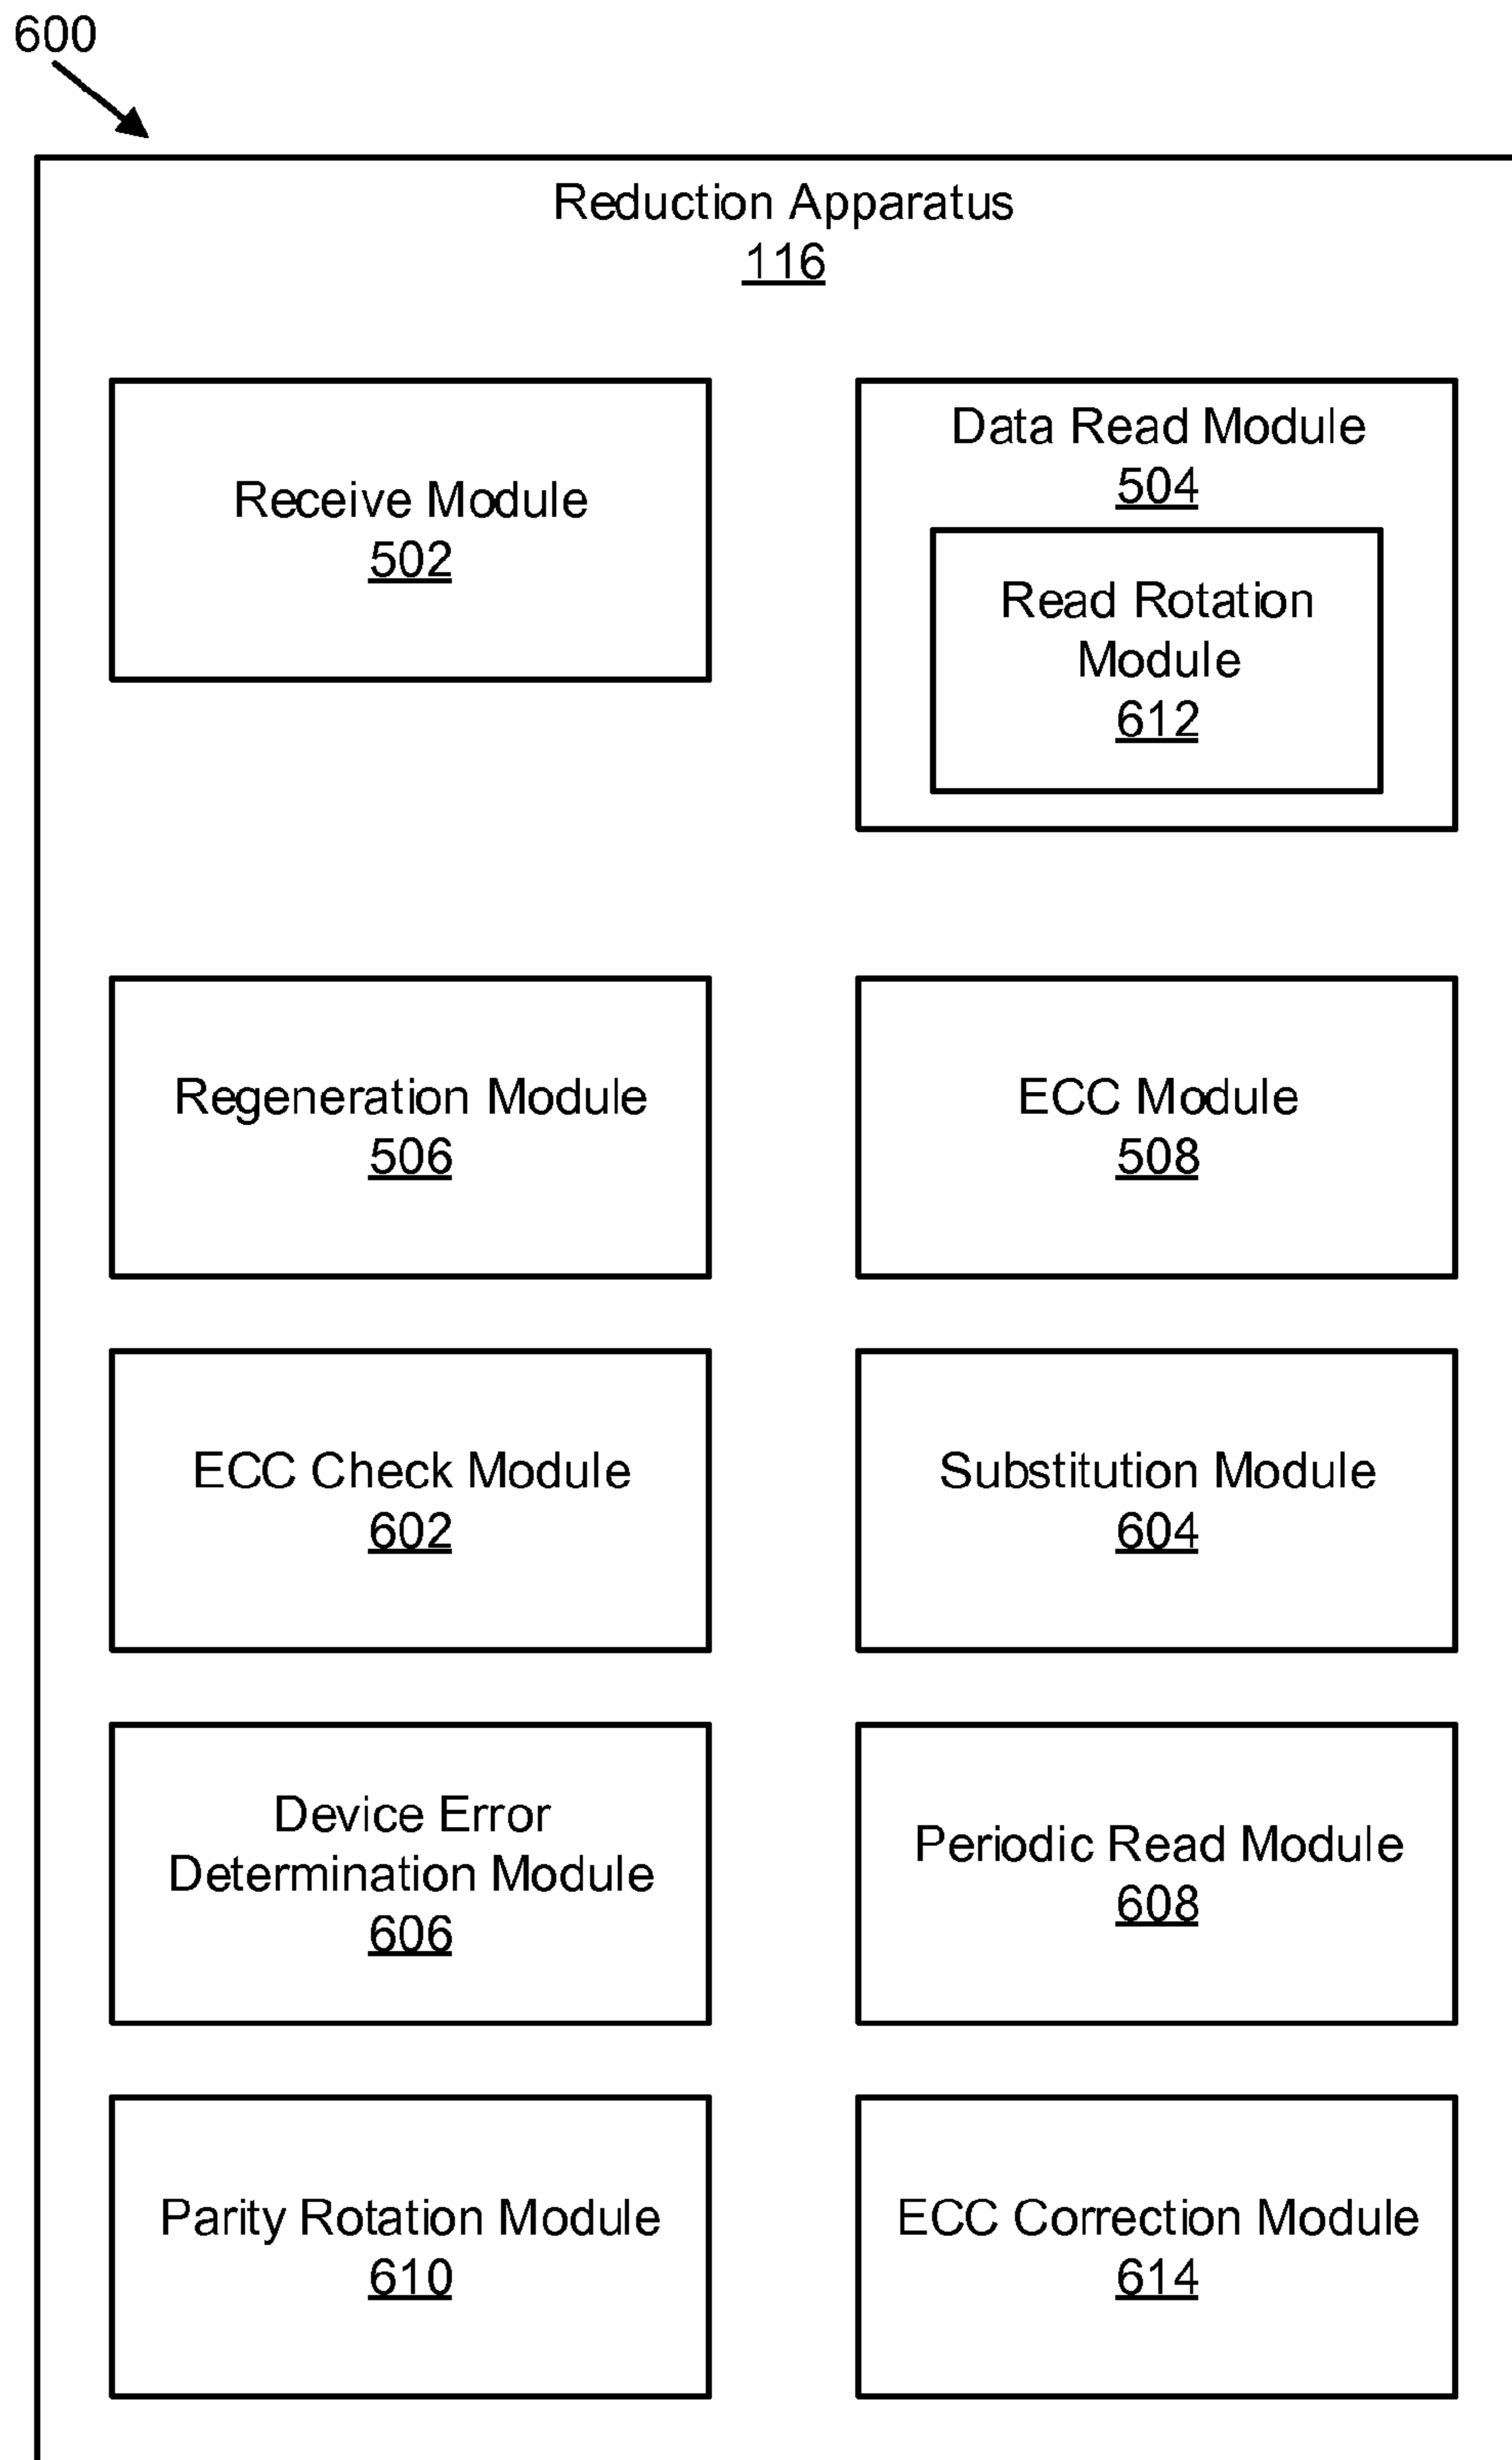 600
Reduction Apparatus
116
Receive Module
502
Data Read Module
504
Read Rotation
Module
612
Regeneration Module
506
ECC Module
508
ECC Check Module
602
Substitution Module
604
Device Error
Determination Module
606
Periodic Read Module
608
Parity Rotation Module
610
ECC Correction Module
614